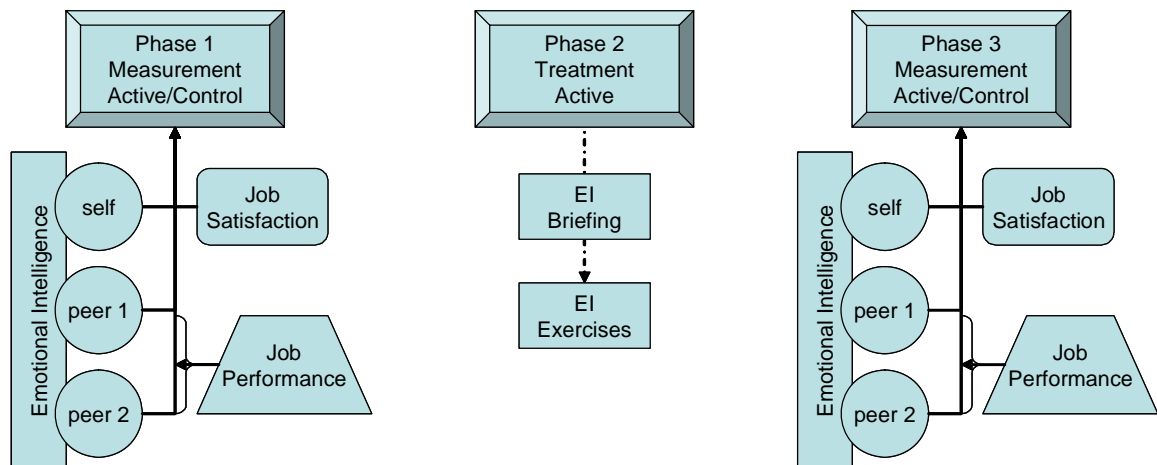 Phase 1
Measurement
Active/Control
Phase 2
Treatment
Active
Phase 3
Measurement
Active/Control
Emotional Intelligence
self
Job
Satisfaction
peer 1
Job
Performance
peer 2
EI
Briefing
EI
Exercises
Emotional Intelligence
self
Job
Satisfaction
peer 1
Job
Performance
peer 2